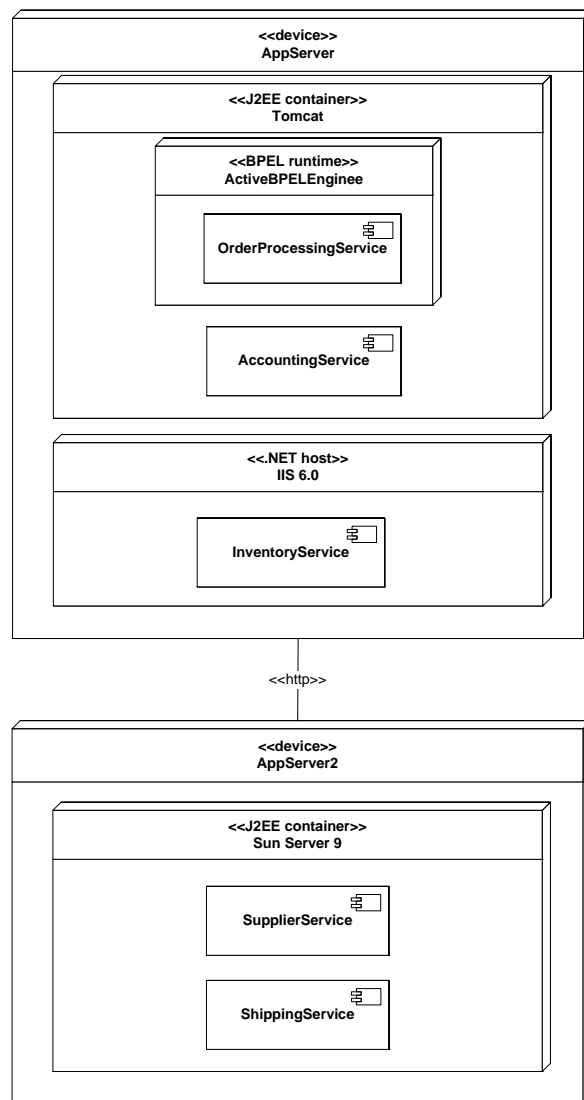 <<device>>
AppServer
<<J2EE container>>
Tomcat
<<BPEL runtime>>
ActiveBPELEnginee
OrderProcessingService
AccountingService
<<.NET host>>
IIS 6.0
InventoryService
<<http>>
<<device>>
AppServer2
<<J2EE container>>
Sun Server 9
SupplierService
ShippingService